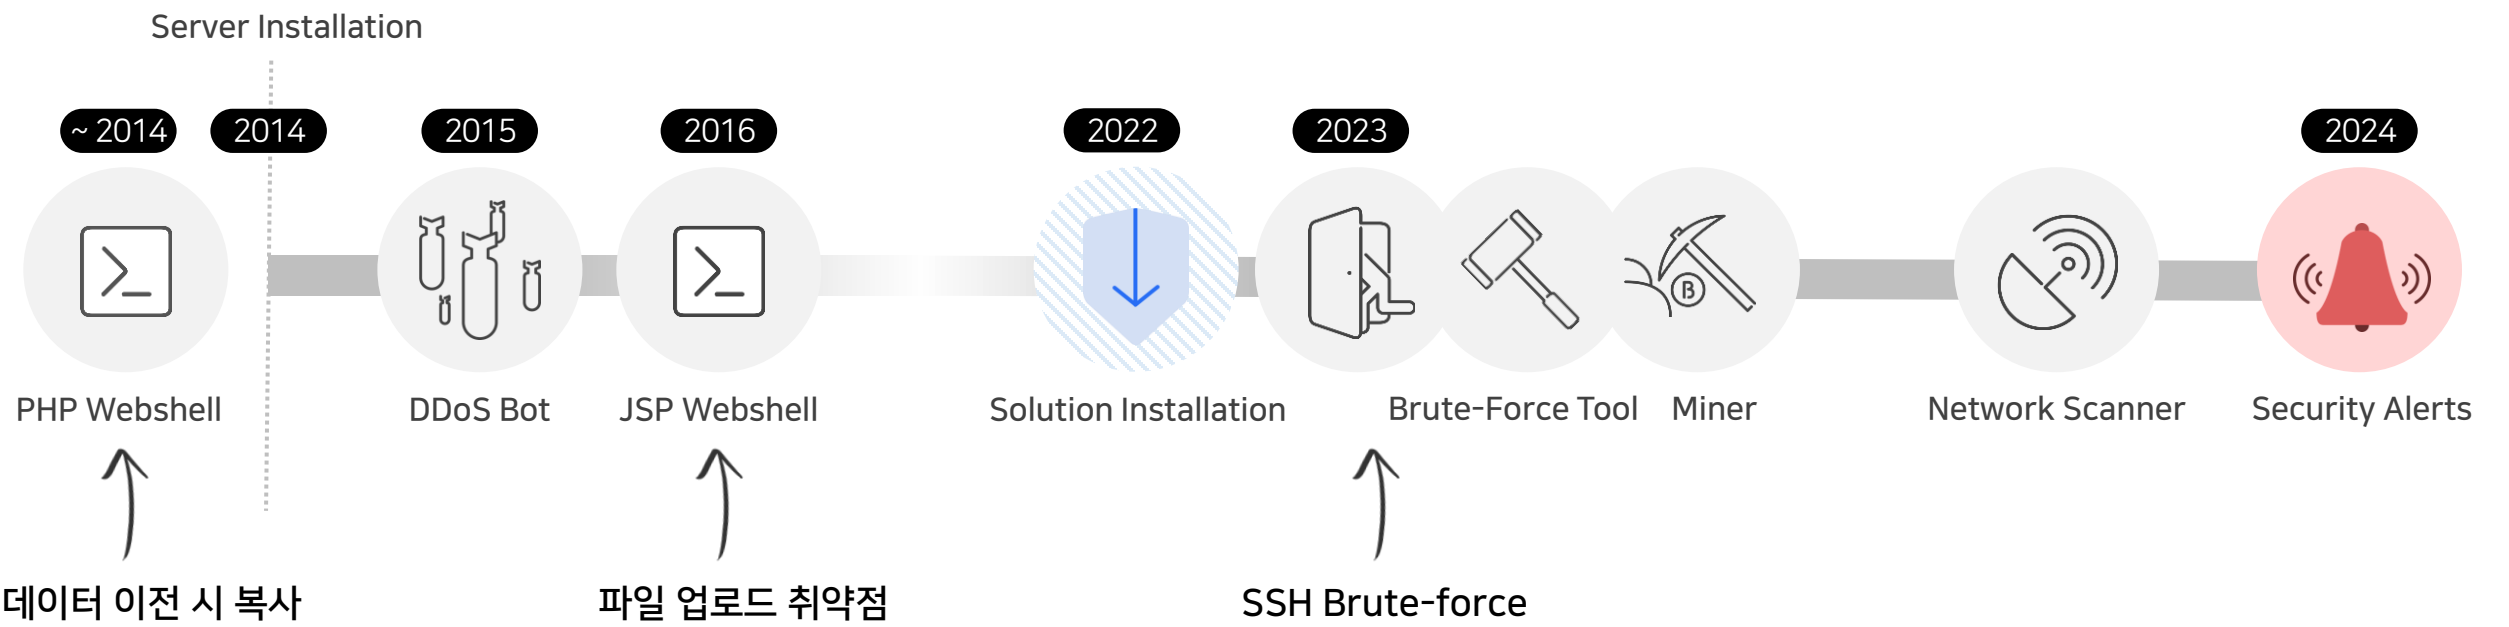 Server Installation
~ 2014
2014
2015
2016
2022
2023
2024
PHP Webshell
DDoS Bot
JSP Webshell
Solution Installation
Brute-Force Tool
Miner
Network Scanner
Security Alerts
데이터 이전 시 복사
파일 업로드 취약점
SSH Brute-force